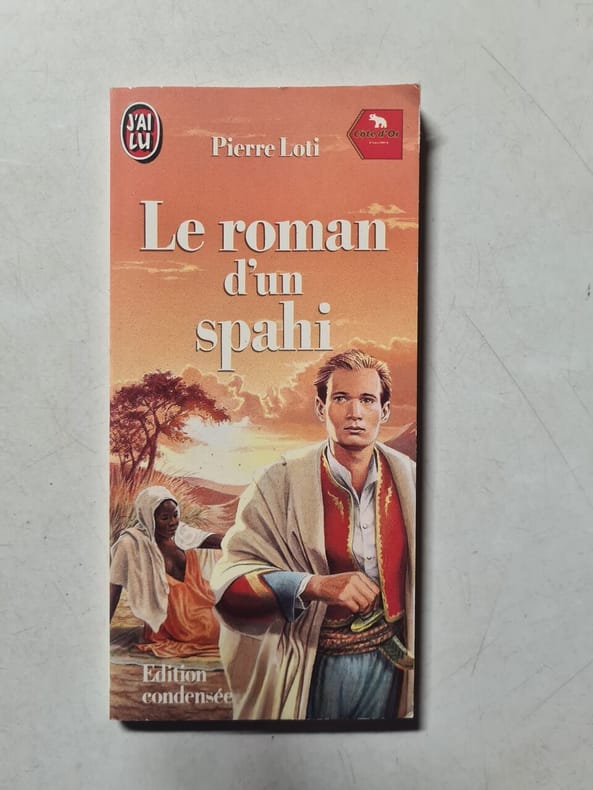 J'AI
LU
Pierre Loti
Côte d'Or
Le roman
d'un
spahi
Edition
condensée